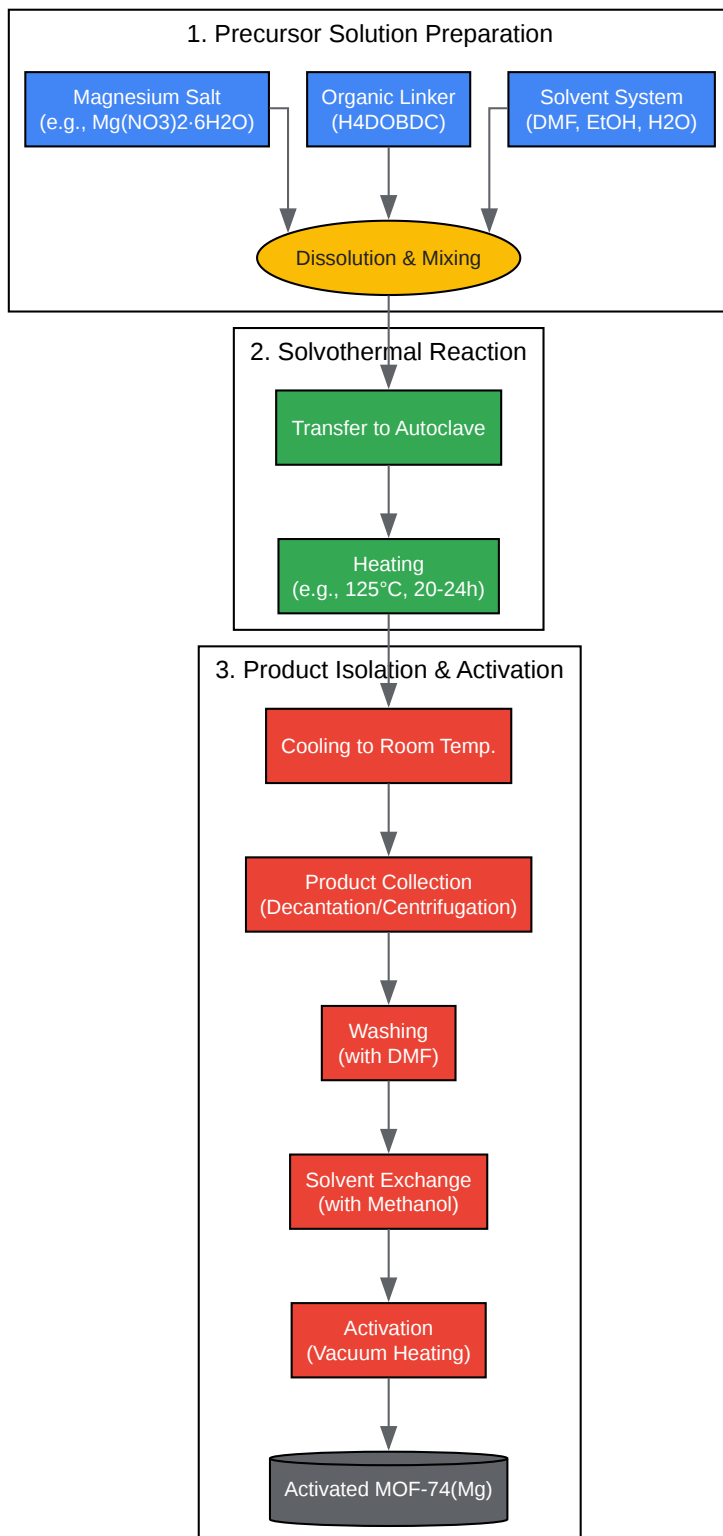 1. Precursor Solution Preparation
Magnesium Salt
(e.g., Mg(NO3)2·6H2O)
Organic Linker
(H4DOBDC)
Solvent System
(DMF, EtOH, H2O)
Dissolution & Mixing
2. Solvothermal Reaction
Transfer to Autoclave
Heating
(e.g., 125°C, 20-24h)
3. Product Isolation & Activation
Cooling to Room Temp.
Product Collection
(Decantation/Centrifugation)
Washing
(with DMF)
Solvent Exchange
(with Methanol)
Activation
(Vacuum Heating)
Activated MOF-74(Mg)